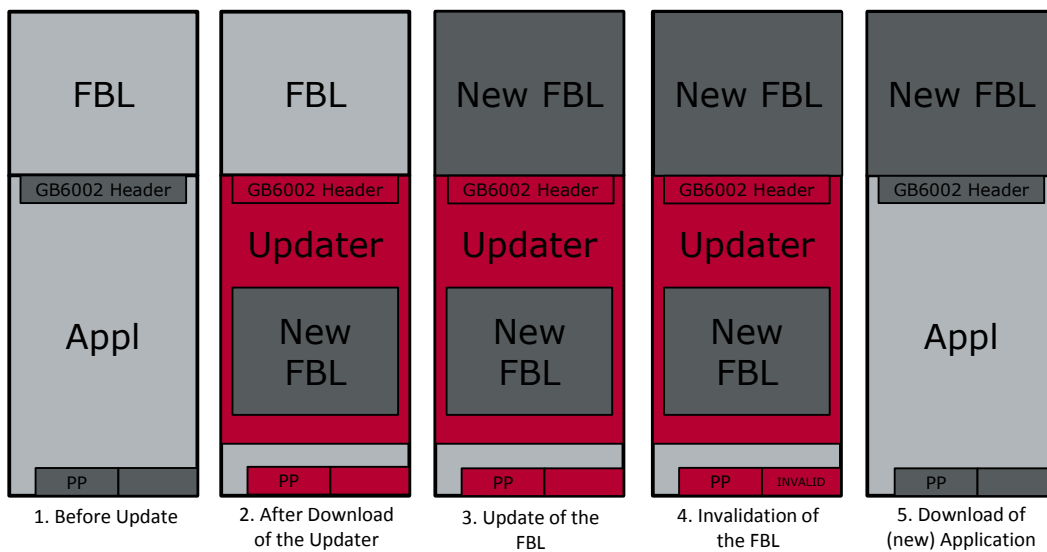 FBL
GB6002 Header
Appl
PP
1. Before Update
FBL
GB6002 Header
Updater
New
FBL
PP
2. After Download
of the Updater
New FBL
GB6002 Header
Updater
New
FBL
PP
3. Update of the
FBL
New FBL
GB6002 Header
Updater
New
FBL
PP
INVALID
4. Invalidation of
the FBL
New FBL
GB6002 Header
Appl
PP
5. Download of
(new) Application